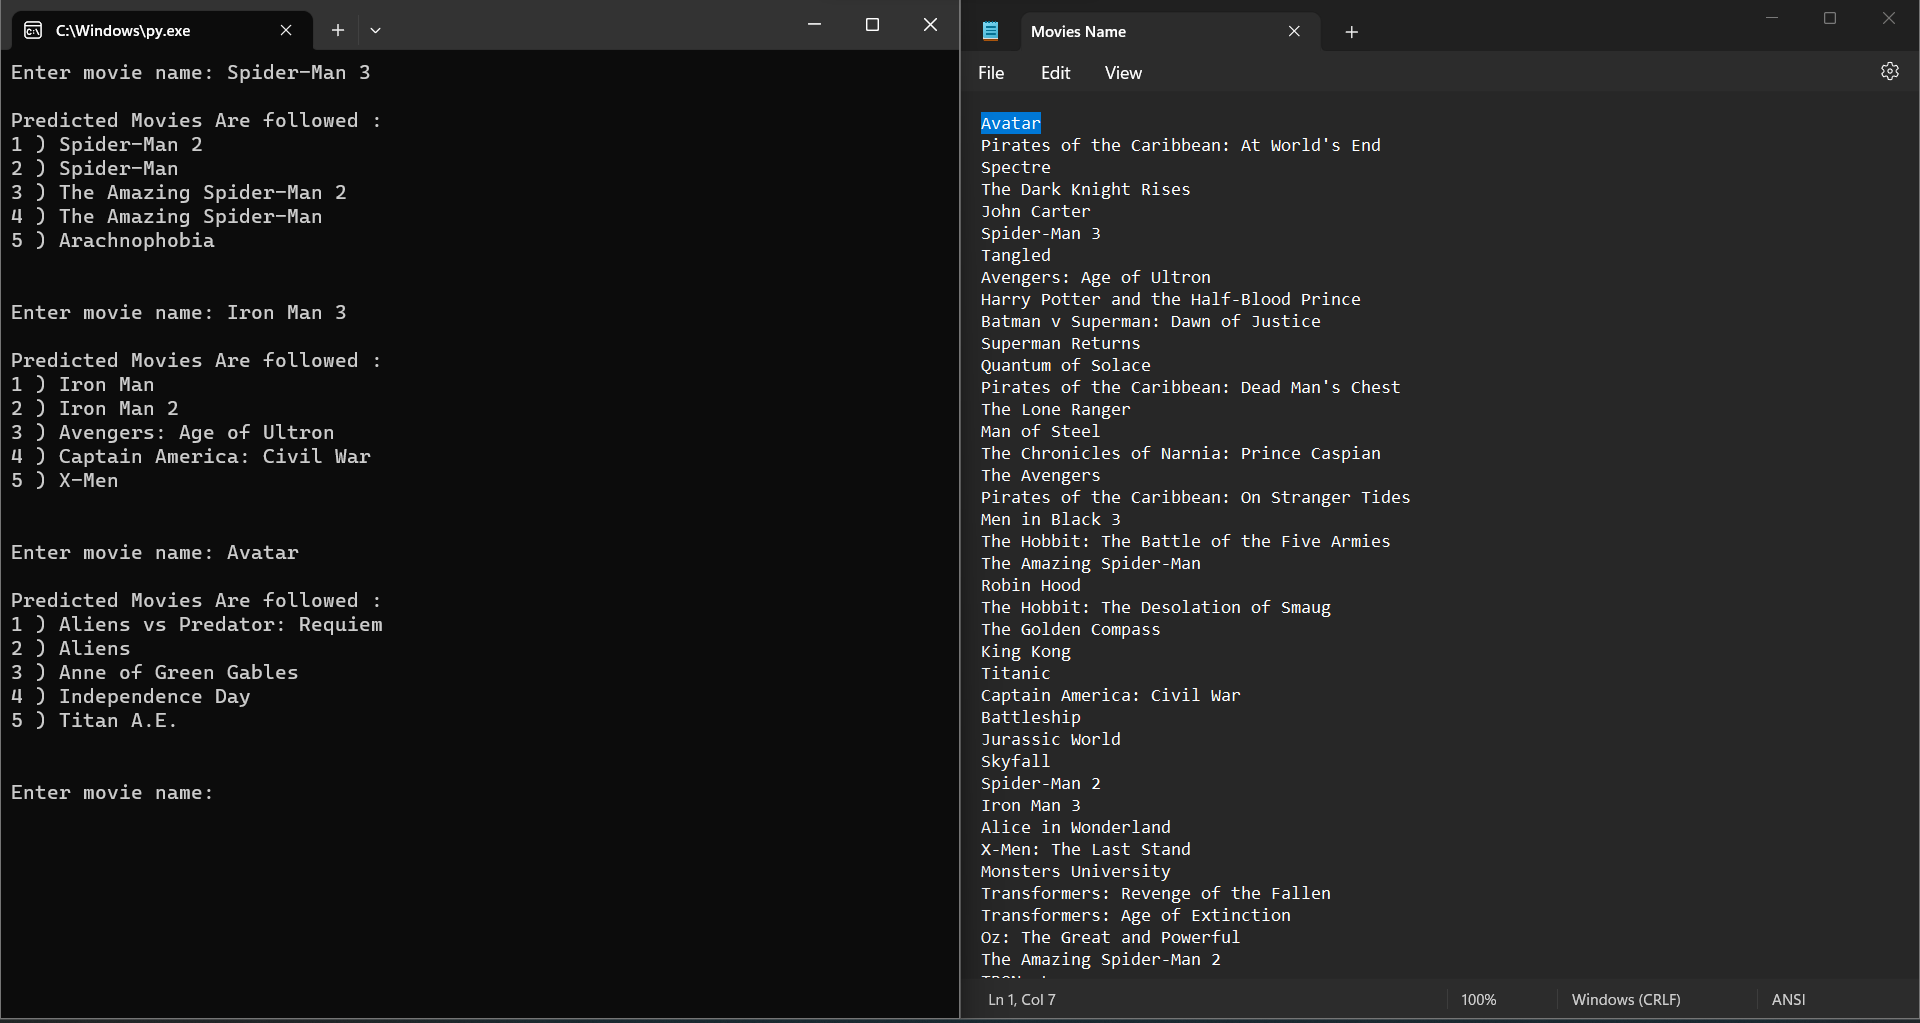 C:\Windows\py.exe
Enter movie name: Spider-Man 3
Predicted Movies Are followed :
1 ) Spider-Man 2
2 ) Spider-Man
3 ) The Amazing Spider-Man 2
4 ) The Amazing Spider-Man
5 ) Arachnophobia
Enter movie name: Iron Man 3
Predicted Movies Are followed :
1 ) Iron Man
2 ) Iron Man 2
3 ) Avengers: Age of Ultron
4 ) Captain America: Civil War
5 ) X-Men
Enter movie name: Avatar
Predicted Movies Are followed :
1 ) Aliens vs Predator: Requiem
2 ) Aliens
3 ) Anne of Green Gables
4 ) Independence Day
5 ) Titan A.E.
Enter movie name:
Movies Name
File Edit View
Avatar
Pirates of the Caribbean: At World's End
Spectre
The Dark Knight Rises
John Carter
Spider-Man 3
Tangled
Avengers: Age of Ultron
Harry Potter and the Half-Blood Prince
Batman v Superman: Dawn of Justice
Superman Returns
Quantum of Solace
Pirates of the Caribbean: Dead Man's Chest
The Lone Ranger
Man of Steel
The Chronicles of Narnia: Prince Caspian
The Avengers
Pirates of the Caribbean: On Stranger Tides
Men in Black 3
The Hobbit: The Battle of the Five Armies
The Amazing Spider-Man
Robin Hood
The Hobbit: The Desolation of Smaug
The Golden Compass
King Kong
Titanic
Captain America: Civil War
Battleship
Jurassic World
Skyfall
Spider-Man 2
Iron Man 3
Alice in Wonderland
X-Men: The Last Stand
Monsters University
Transformers: Revenge of the Fallen
Transformers: Age of Extinction
Oz: The Great and Powerful
The Amazing Spider-Man 2
Ln 1, Col 7 100% Windows (CRLF) ANSI